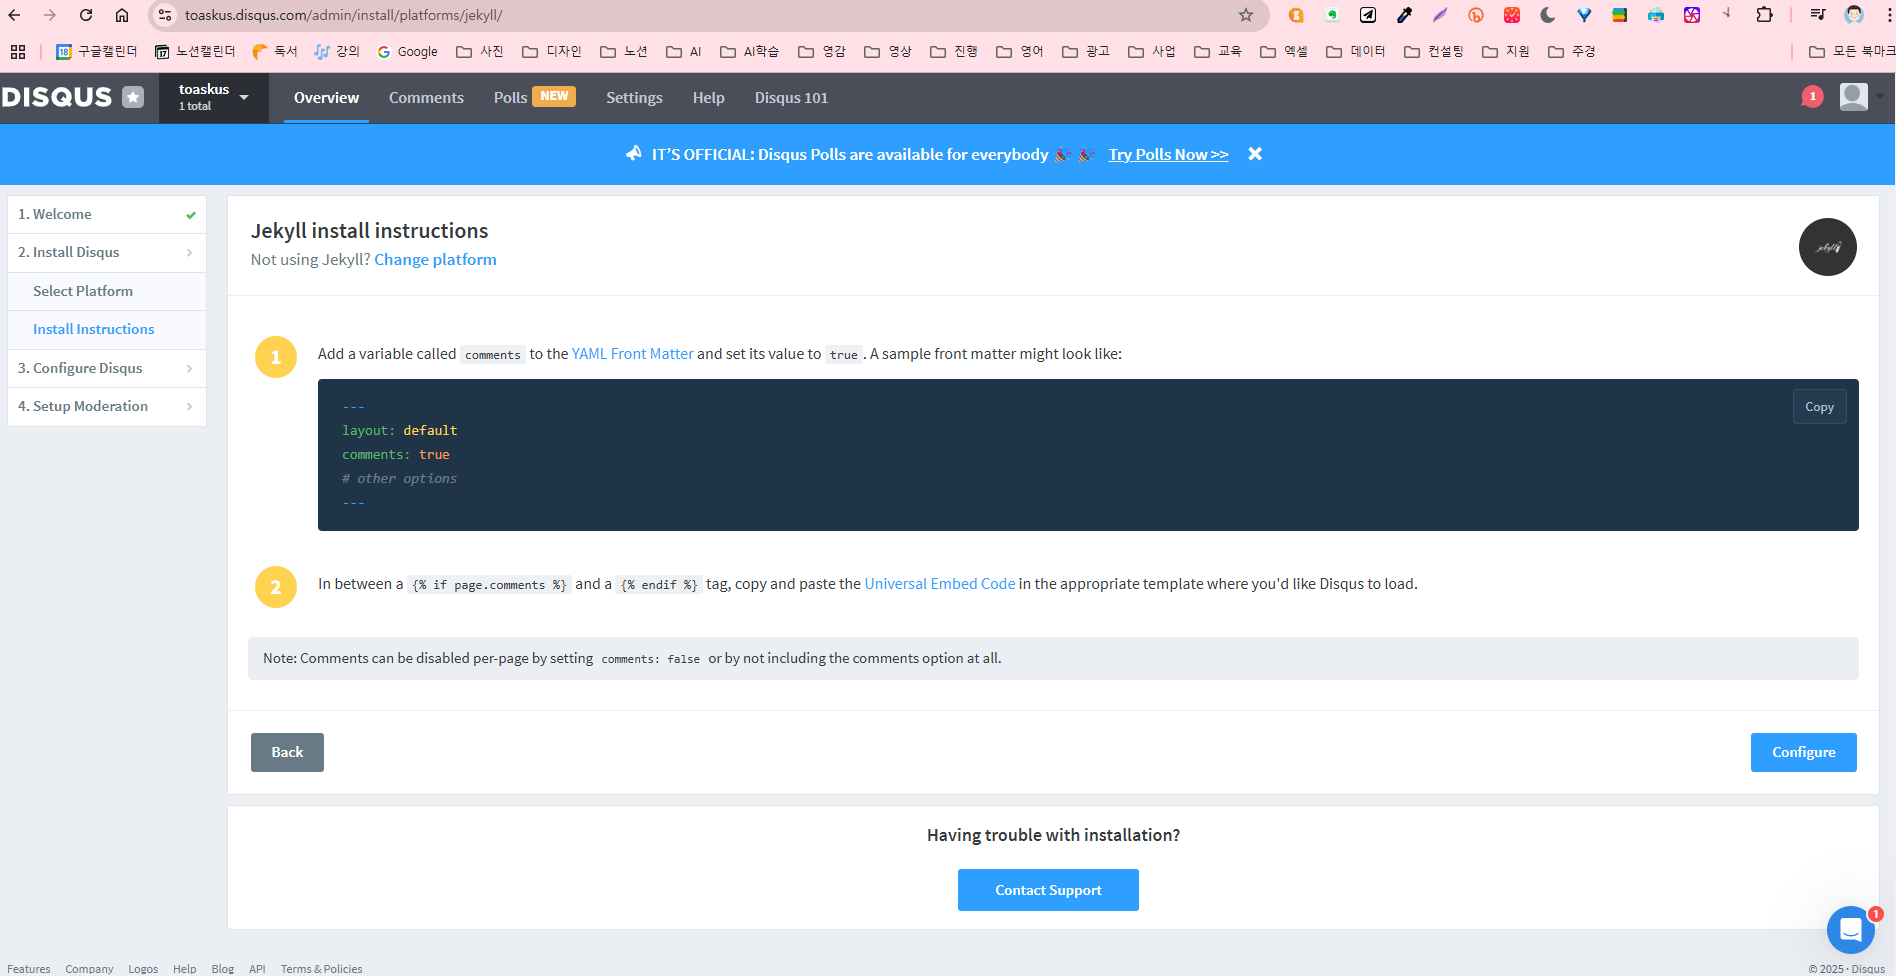 toaskus.disqus.com/admin/install/platforms/jekyll/
18 구글캘린더
17 노션캘린더
독서
강의
Google
사진
디자인
노션
AI
AI학습
영감
영상
진행
영어
광고
사업
교육
엑셀
데이터
컨설팅
지원
주경
모든 북마크
DISQUS
toaskus
1 total
Overview
Comments
Polls NEW
Settings
Help
Disqus 101
1
IT’S OFFICIAL: Disqus Polls are available for everybody 🎉 🎉 Try Polls Now >>
1. Welcome
2. Install Disqus
Select Platform
Install Instructions
3. Configure Disqus
4. Setup Moderation
Jekyll install instructions
Not using Jekyll? Change platform
jekyll
1
Add a variable called comments to the YAML Front Matter and set its value to true . A sample front matter might look like:
Copy
---
layout: default
comments: true
# other options
---
2
In between a {% if page.comments %} and a {% endif %} tag, copy and paste the Universal Embed Code in the appropriate template where you'd like Disqus to load.
Note: Comments can be disabled per-page by setting comments: false or by not including the comments option at all.
Back
Configure
Having trouble with installation?
Contact Support
1
Features Company Logos Help Blog API Terms & Policies
© 2025 · Disqus